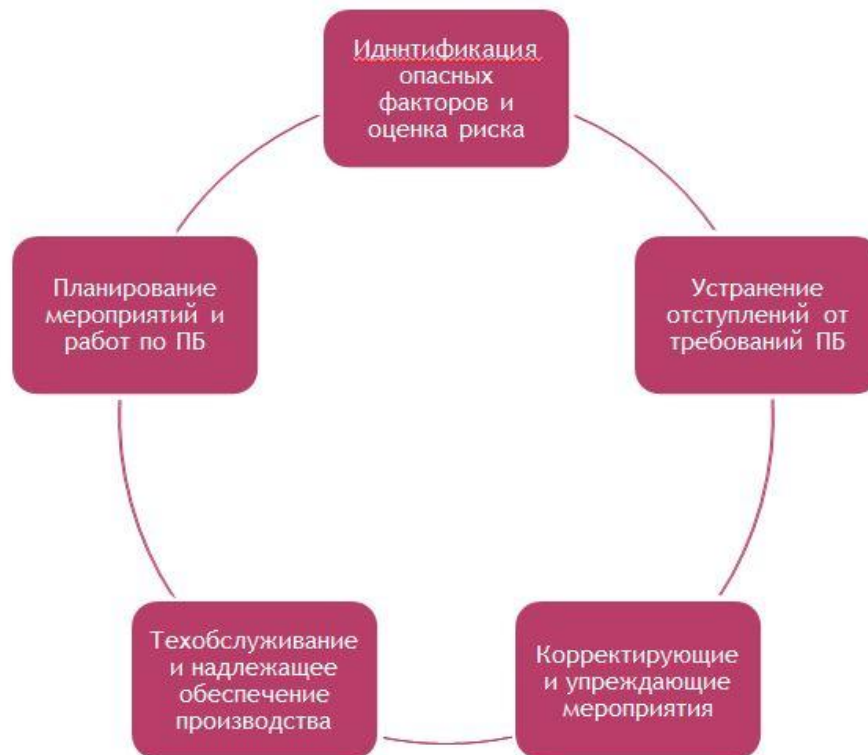 Идннтификация
опасных
факторов и
оценка риска
Планирование
мероприятий и
работ по ПБ
Устранение
отступлений от
требований ПБ
Техобслуживание
и надлежащее
обеспечение
производства
Корректирующие
и упреждающие
мероприятия